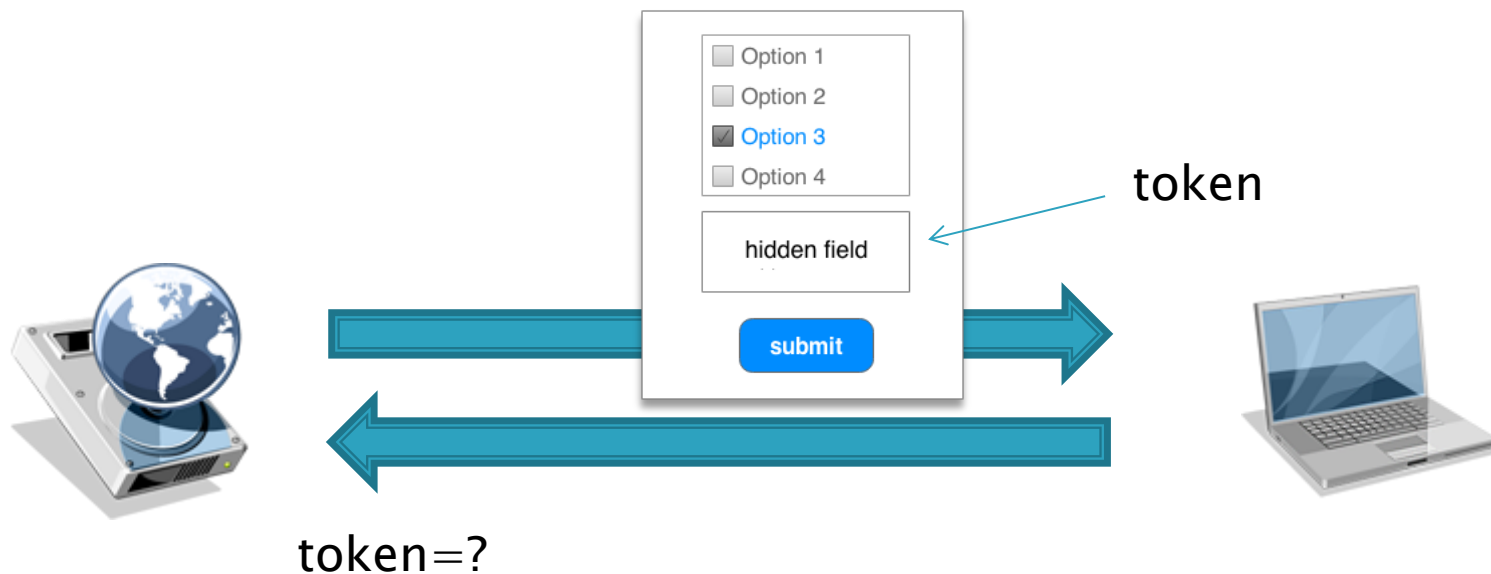 Option 1
Option 2
Option 3
Option 4
token
hidden field
submit
token=?